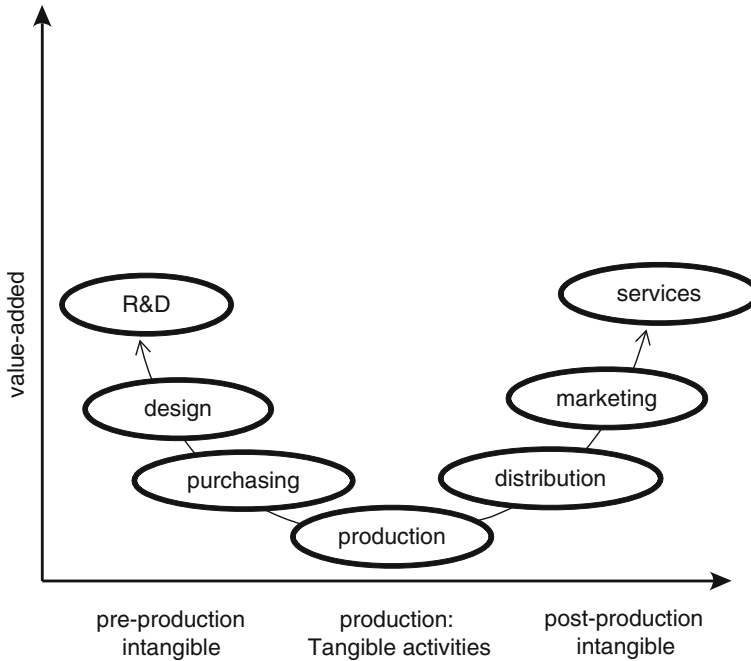 value-added
R&D
services
design
marketing
purchasing
distribution
production
pre-production
intangible
production:
Tangible activities
post-production
intangible